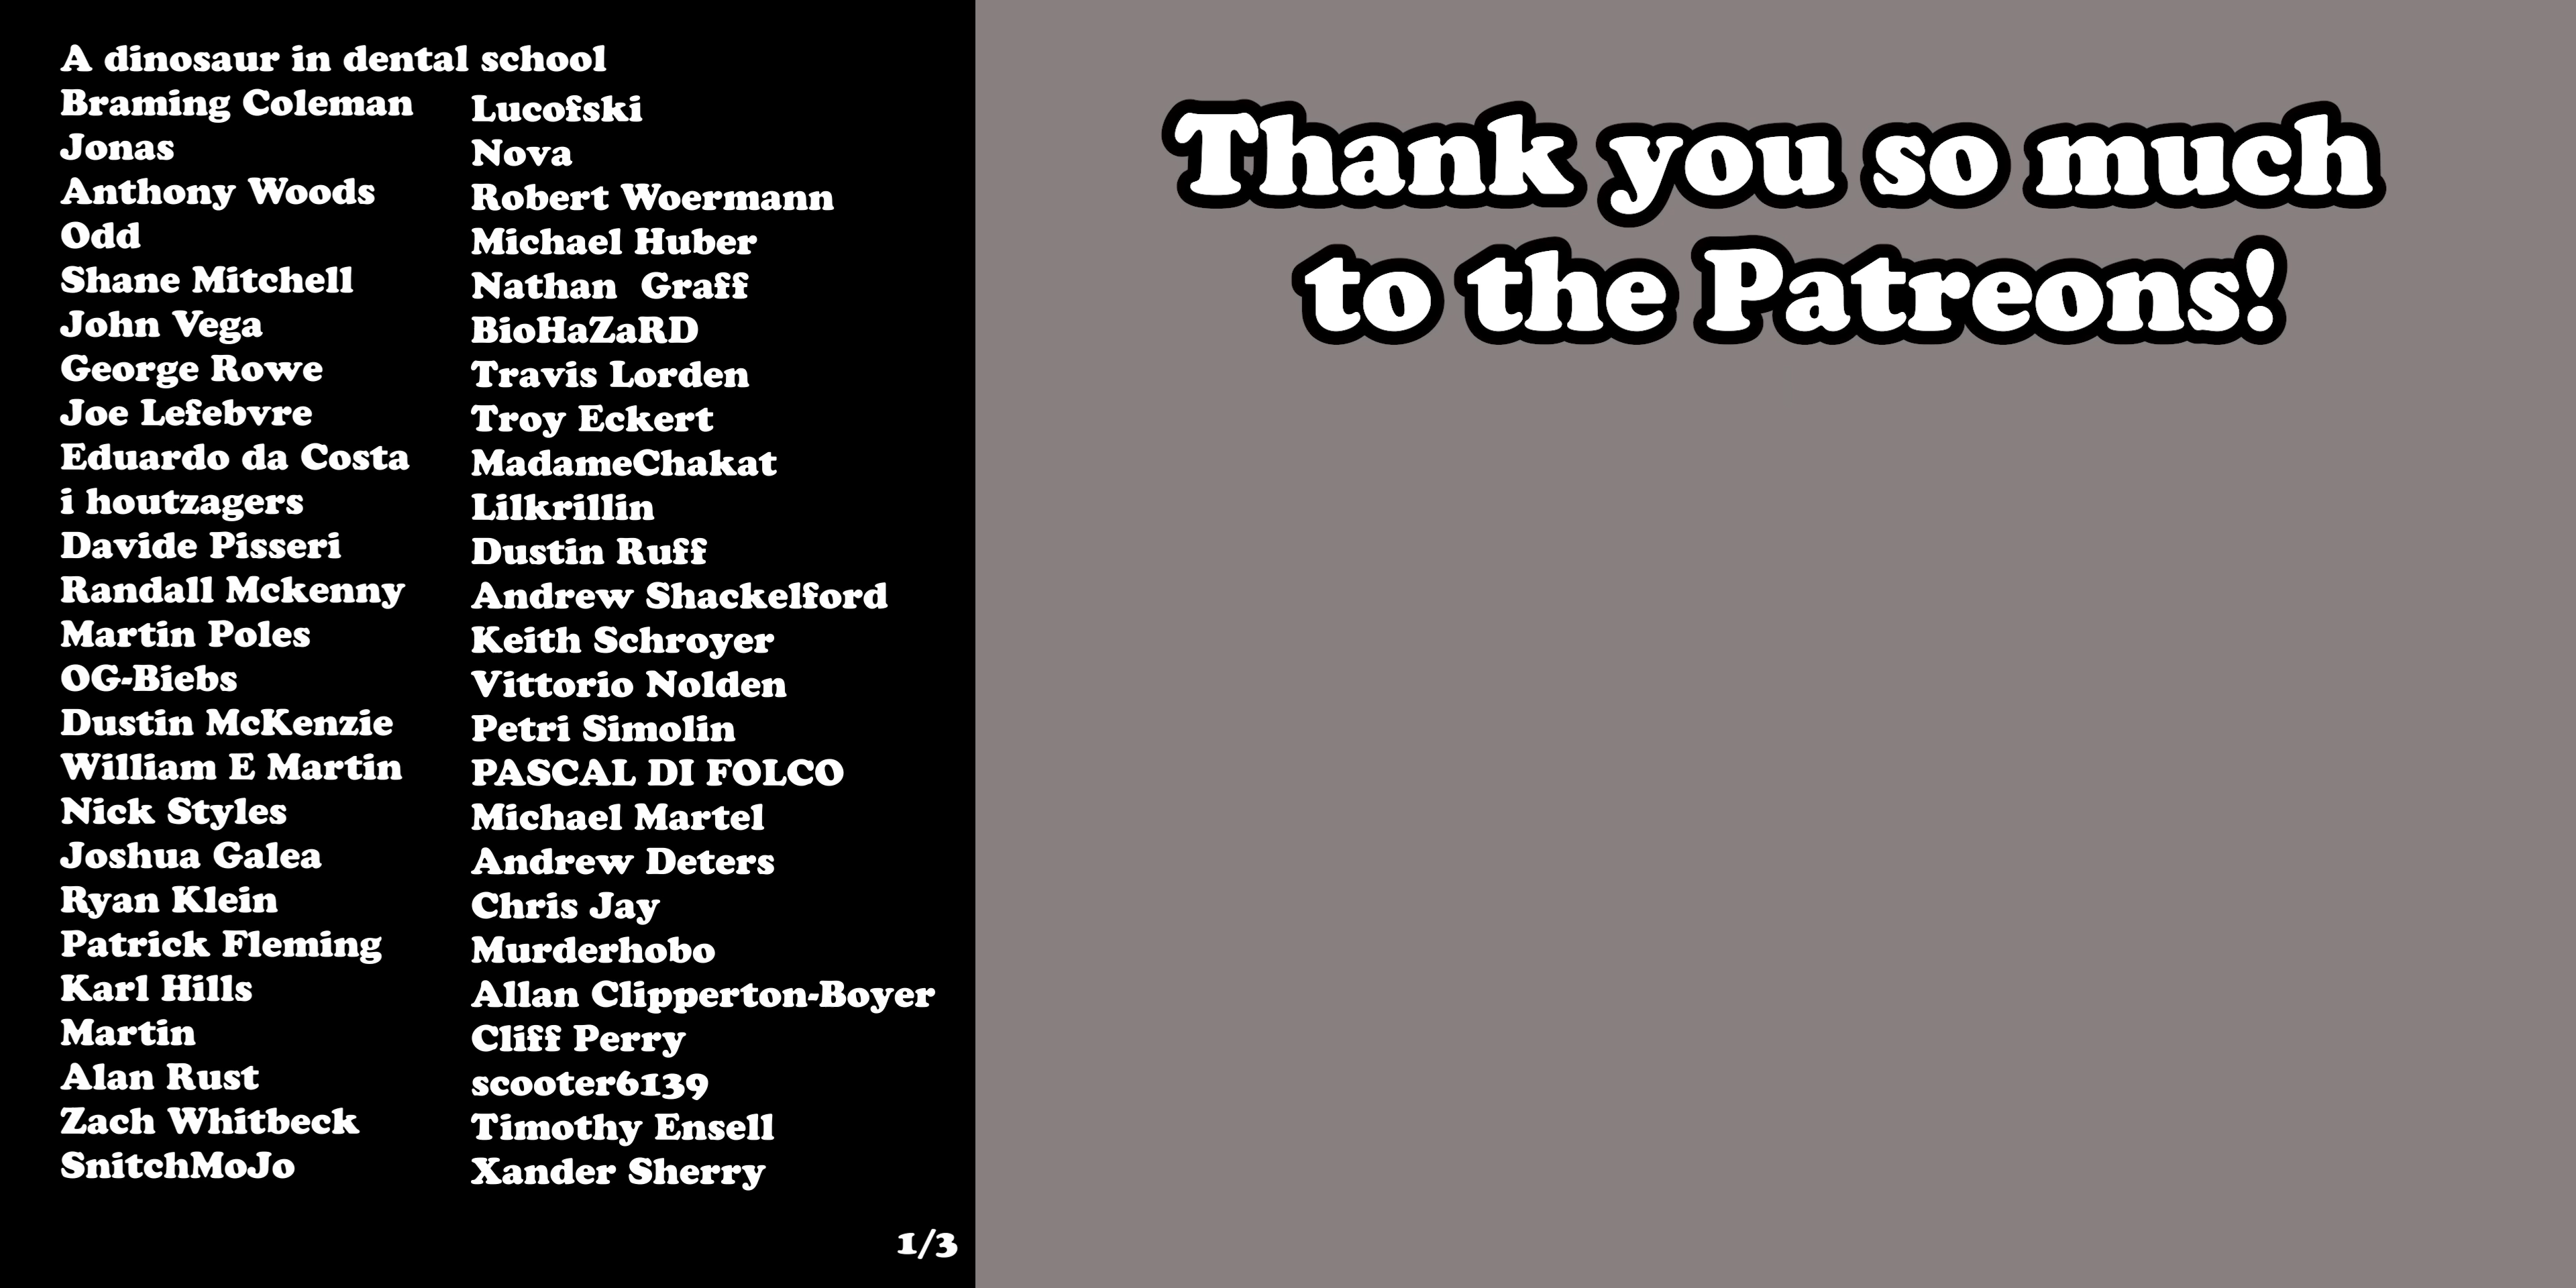 A dinosaur in dental school
Braming Coleman
Jonas
Anthony Woods
Odd
Shane Mitchell
John Vega
George Rowe
Joe Lefebvre
Eduardo da Costa
i houtzagers
Davide Pisseri
Randall Mckenny
Martin Poles
OG-Biebs
Dustin McKenzie
William E Martin
Nick Styles
Joshua Galea
Ryan Klein
Patrick Fleming
Karl Hills
Martin
Alan Rust
Zach Whitbeck
SnitchMoJo
Lucofski
Nova
Robert Woermann
Michael Huber
Nathan  Graff
BioHaZaRD
Travis Lorden
Troy Eckert
MadameChakat
Lilkrillin
Dustin Ruff
Andrew Shackelford
Keith Schroyer
Vittorio Nolden
Petri Simolin
PASCAL DI FOLCO
Michael Martel
Andrew Deters
Chris Jay
Murderhobo
Allan Clipperton-Boyer
Cliff Perry
scooter6139
Timothy Ensell
Xander Sherry
1/3
Thank you so much
to the Patreons!